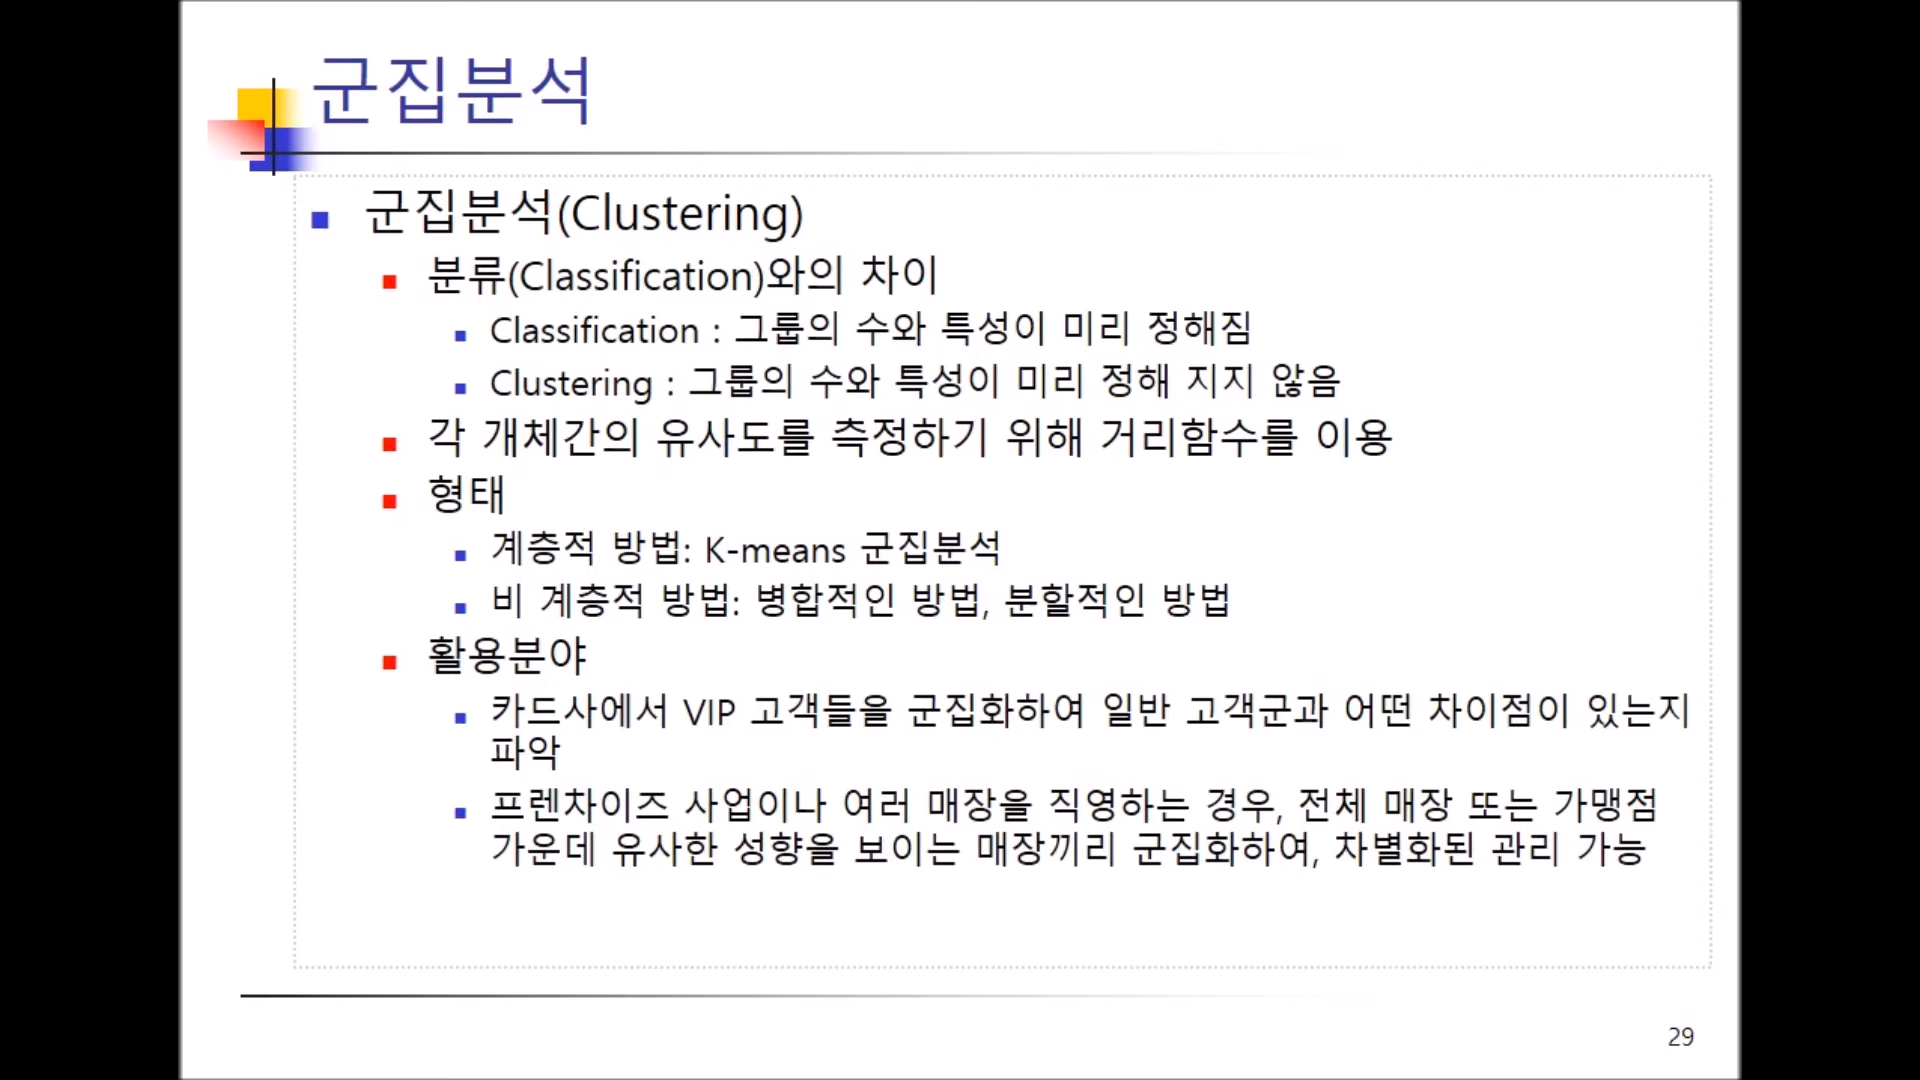 군집분석
군집분석(Clustering)
분류(Classification)와의 차이
Classification : 그룹의 수와 특성이 미리 정해짐
Clustering : 그룹의 수와 특성이 미리 정해 지지 않음
각 개체간의 유사도를 측정하기 위해 거리함수를 이용
형태
계층적 방법: K-means 군집분석
비 계층적 방법: 병합적인 방법, 분할적인 방법
활용분야
카드사에서 VIP 고객들을 군집화하여 일반 고객군과 어떤 차이점이 있는지
파악
프렌차이즈 사업이나 여러 매장을 직영하는 경우, 전체 매장 또는 가맹점
가운데 유사한 성향을 보이는 매장끼리 군집화하여, 차별화된 관리 가능
29